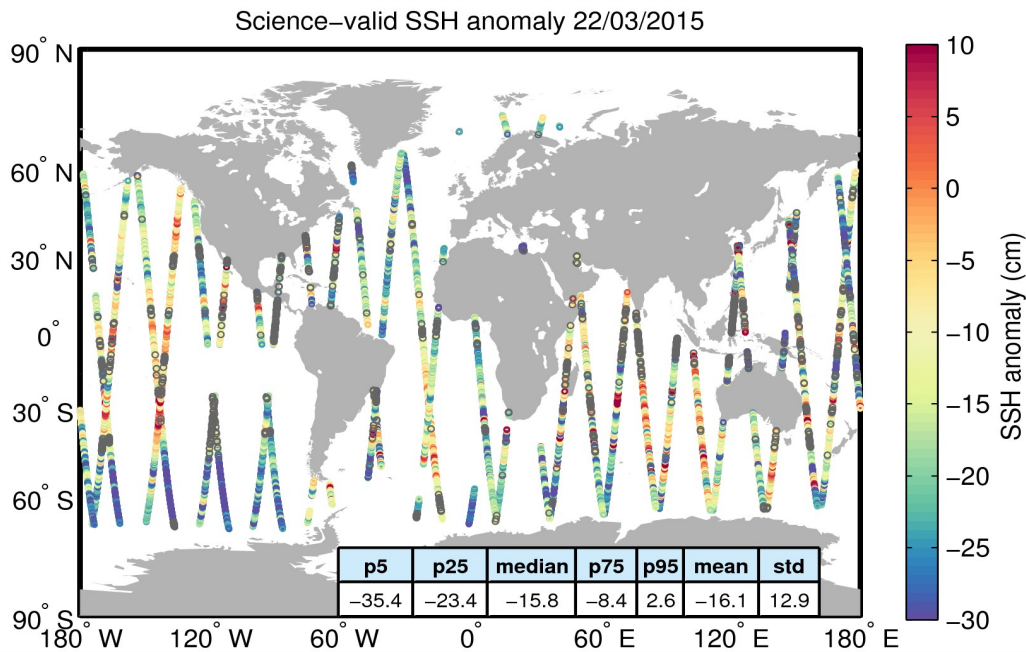 Science−valid SSH anomaly 22/03/2015
90° N
60° N
30° N
0°
30° S
60° S
90° S
180° W
120° W
60° W
0°
60° E
120° E
180° E
p5 p25 median p75 p95 mean std
−35.4 −23.4 −15.8 −8.4 2.6 −16.1 12.9
10
5
0
−5
−10
−15
−20
−25
−30
SSH anomaly (cm)